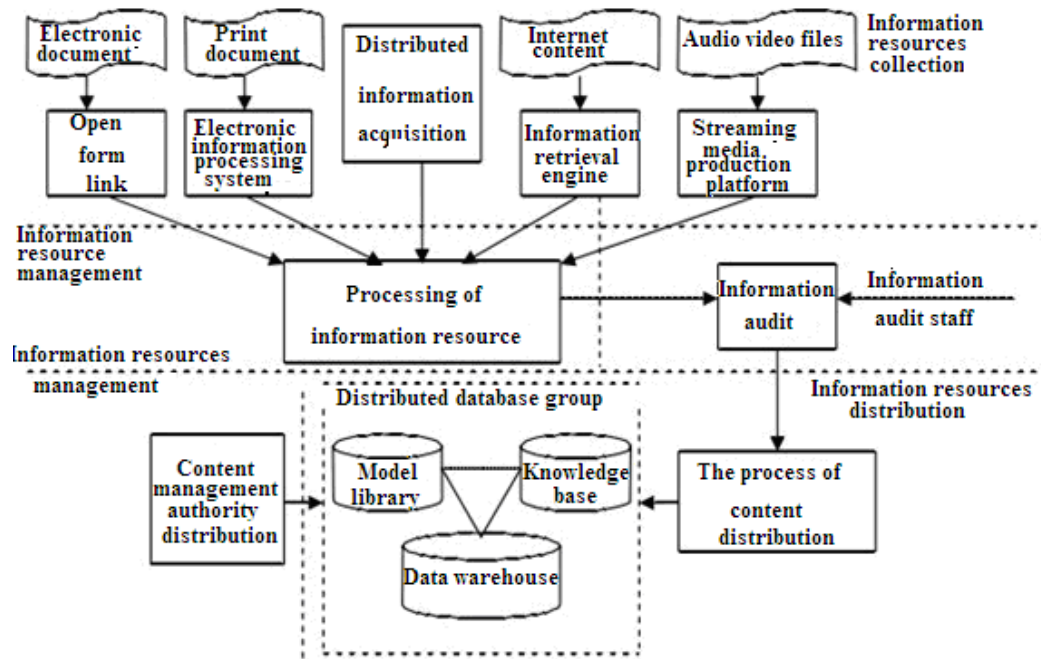 Electronic
document
Print
document
Distributed
information
acquisition
Internet
content
Audio video files
Information
resources
collection
Open
form
link
Electronic
information
processing
system
Information
retrieval
engine
Streaming
media
production
platform
Information
resource
management
Processing of
information resource
Information
audit
Information
audit staff
Information resources
management
Information resources
distribution
Distributed database group
Content
management
authority
distribution
Model
library
Knowledge
base
Data warehouse
The process of
content
distribution